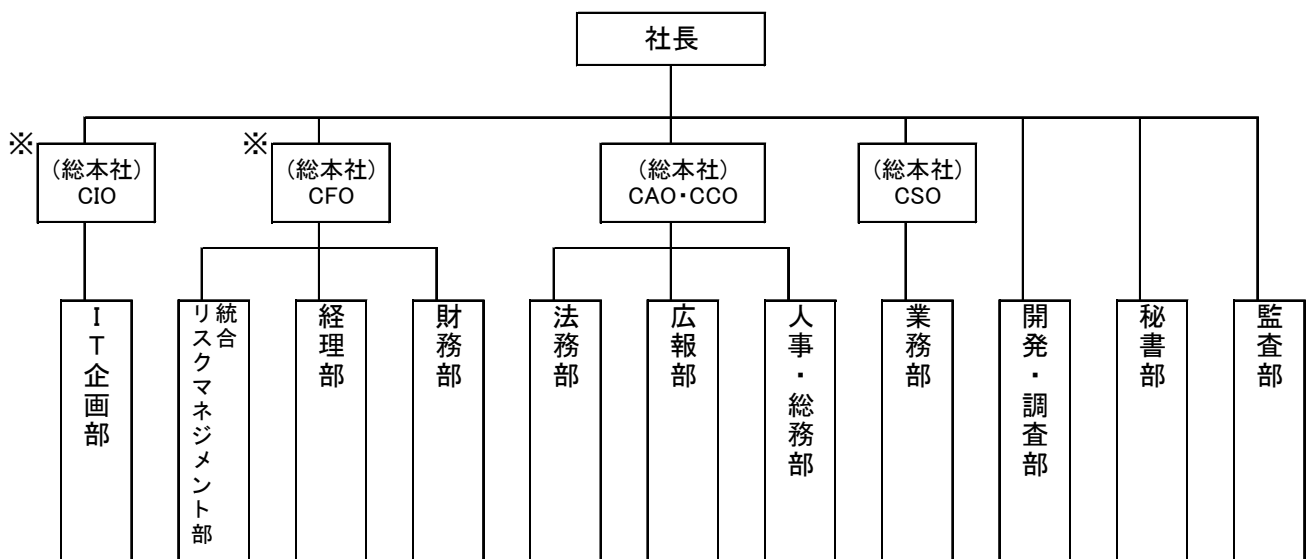 社長
※
(総本社)
CIO
※
(総本社)
CFO
(総本社)
CAO・CCO
(総本社)
CSO
IT企画部
統合
リスクマネジメント部
経理部
財務部
法務部
広報部
人事・総務部
業務部
開発・調査部
秘書部
監査部